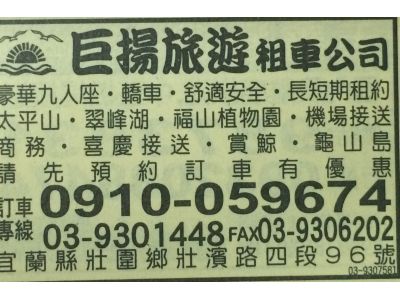 巨揚旅遊租車公司
豪華九人座·轎車·舒適安全·長短期租約
太平山·翠峰湖·福山植物園·機場接送
商務·喜慶接送·賞鯨·龜山島
請先預約訂車有優惠
訂車專線 0910-059674
03-9301448 FAX03-9306202
宜蘭縣壯圍鄉壯濱路四段96號
03-9307581